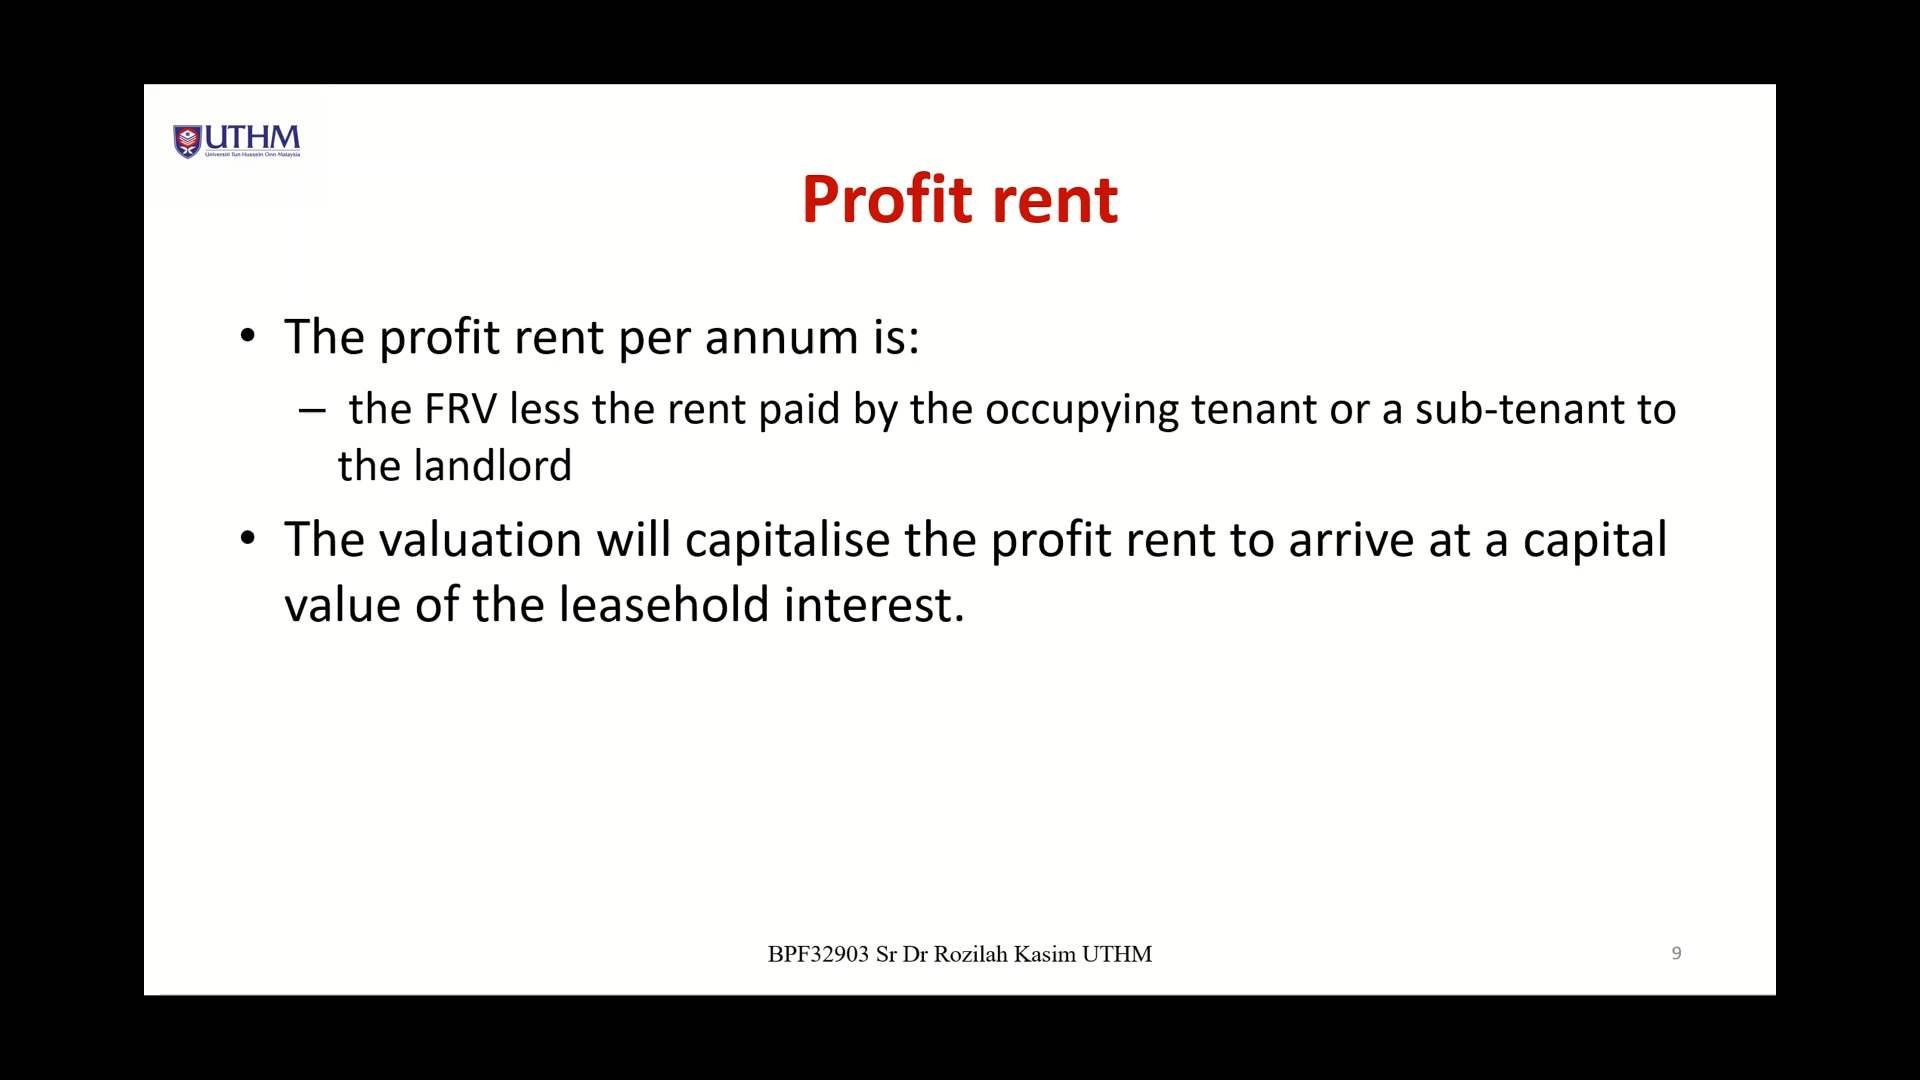 UTHM
Universiti Tun Hussein Onn Malaysia
Profit rent
• The profit rent per annum is:
– the FRV less the rent paid by the occupying tenant or a sub-tenant to
the landlord
• The valuation will capitalise the profit rent to arrive at a capital
value of the leasehold interest.
BPF32903 Sr Dr Rozilah Kasim UTHM
9